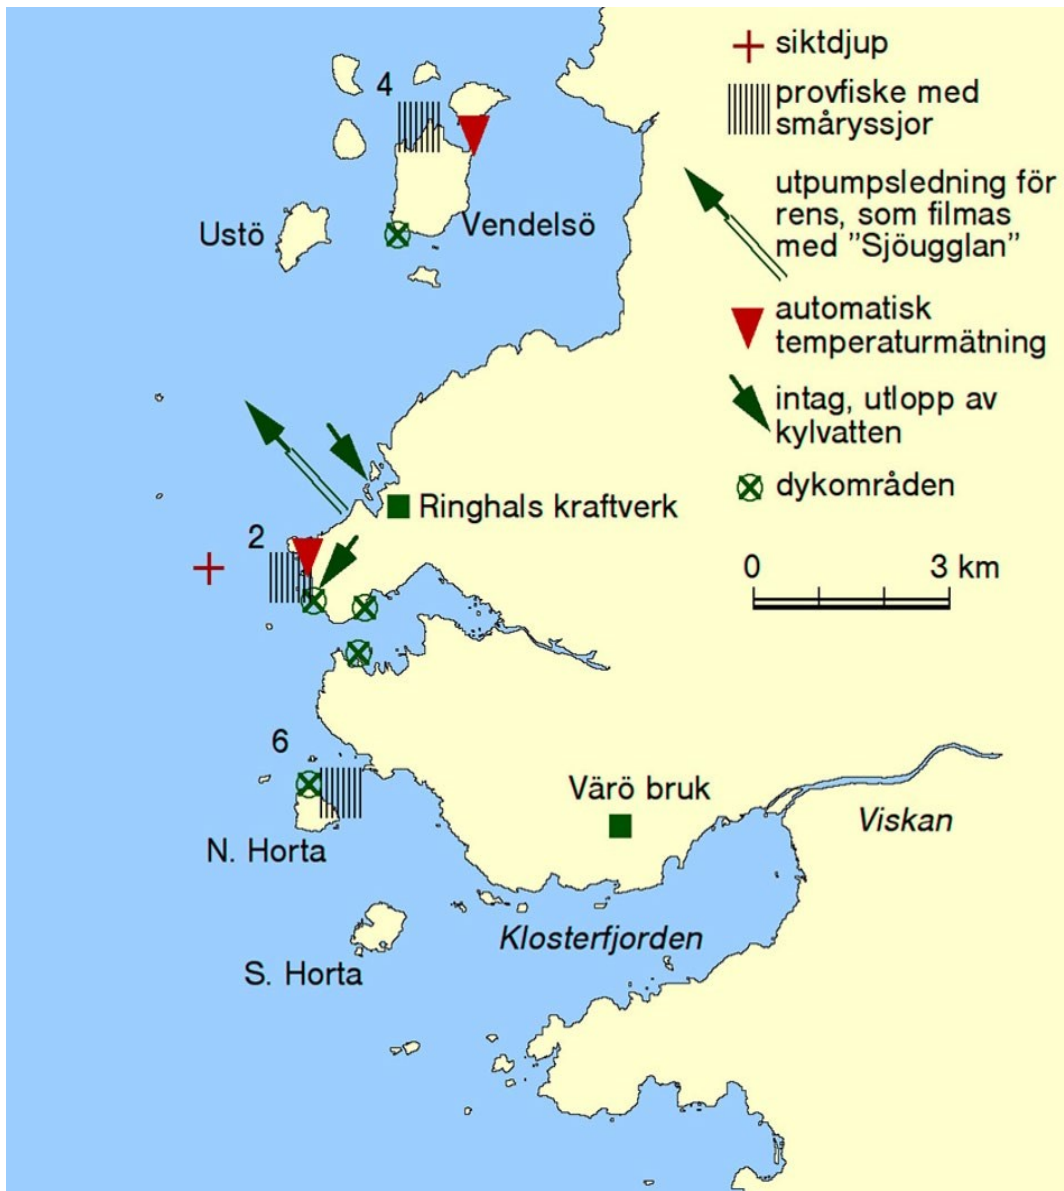 siktdjup
provfiske med
småryssjor
utpumpsledning för
rens, som filmas
med ”Sjöugglan”
automatisk
temperaturmätning
intag, utlopp av
kylvatten
dykområden
0 3 km
4
Ustö
Vendelsö
Ringhals kraftverk
2
6
Värö bruk
Viskan
N. Horta
Klosterfjorden
S. Horta